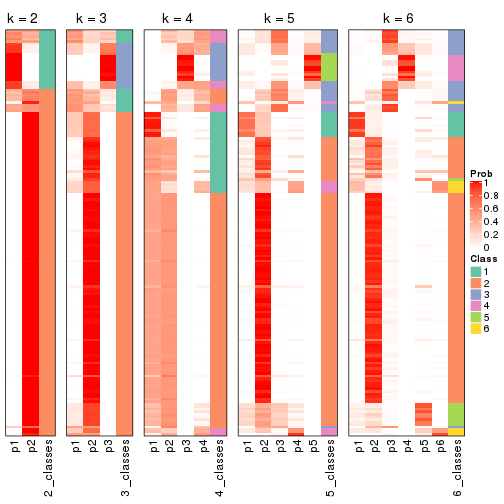 k = 2
k = 3
k = 4
k = 5
k = 6
p1
p2
2_classes
p1
p2
p3
3_classes
p1
p2
p3
p4
4_classes
p1
p2
p3
p4
p5
5_classes
p1
p2
p3
p4
p5
p6
6_classes
Prob
1
0.8
0.6
0.4
0.2
0
Class
1
2
3
4
5
6